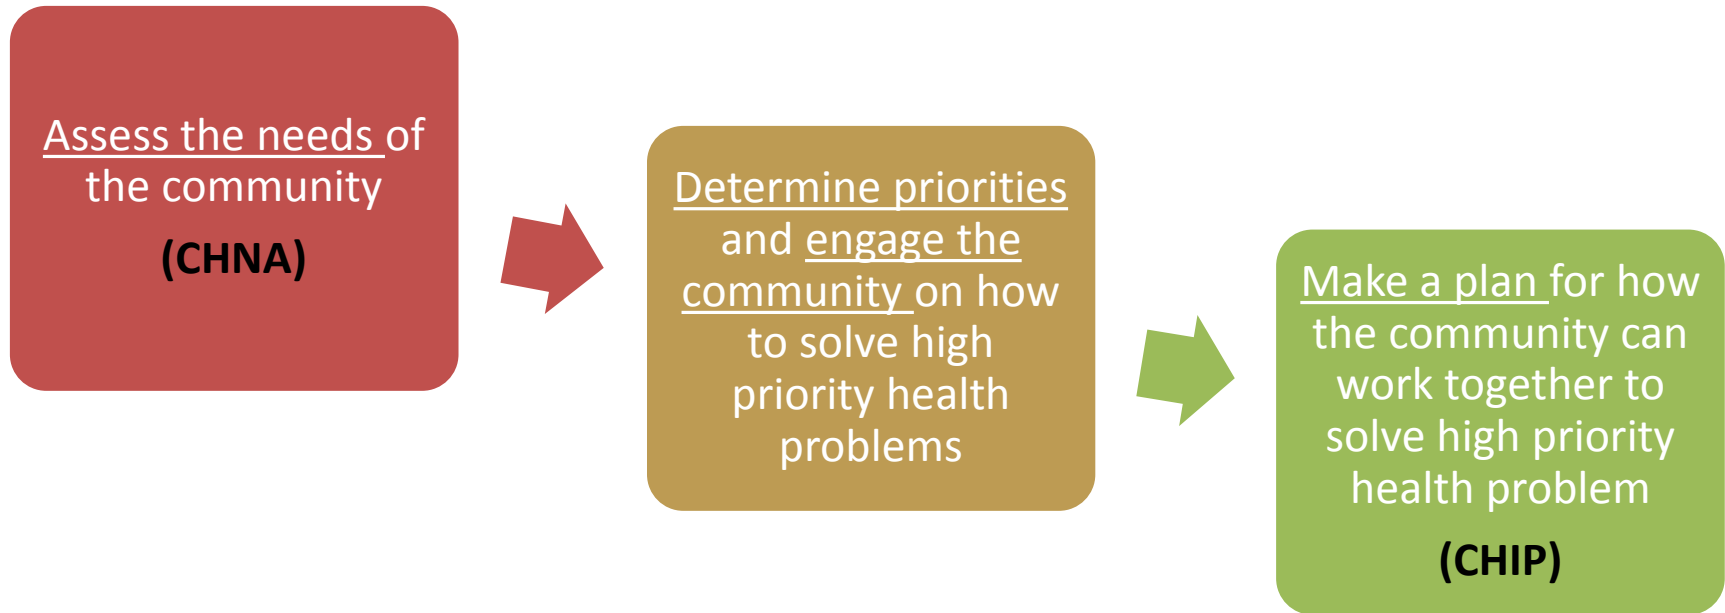 Assess the needs of
the community
(CHNA)
Determine priorities
and engage the
community on how
to solve high
priority health
problems
Make a plan for how
the community can
work together to
solve high priority
health problem
(CHIP)